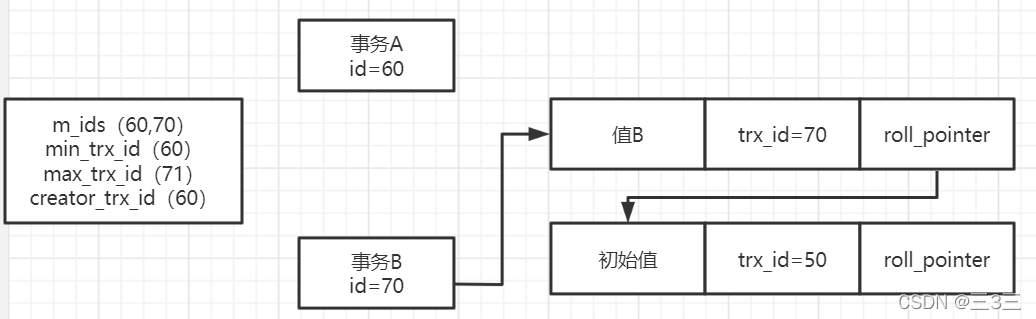 事务A
id=60
m_ids（60,70）
min_trx_id（60）
max_trx_id（71）
creator_trx_id（60）
值B
trx_id=70
roll_pointer
事务B
id=70
初始值
trx_id=50
roll_pointer
CSDN @三3三